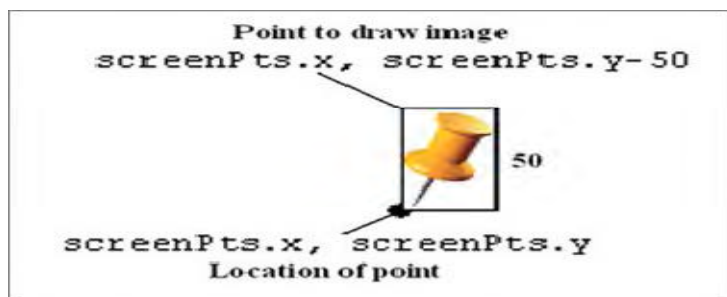 Point to draw image
screenPts.x, screenPts.y-50
50
screenPts.x, screenPts.y
Location of point